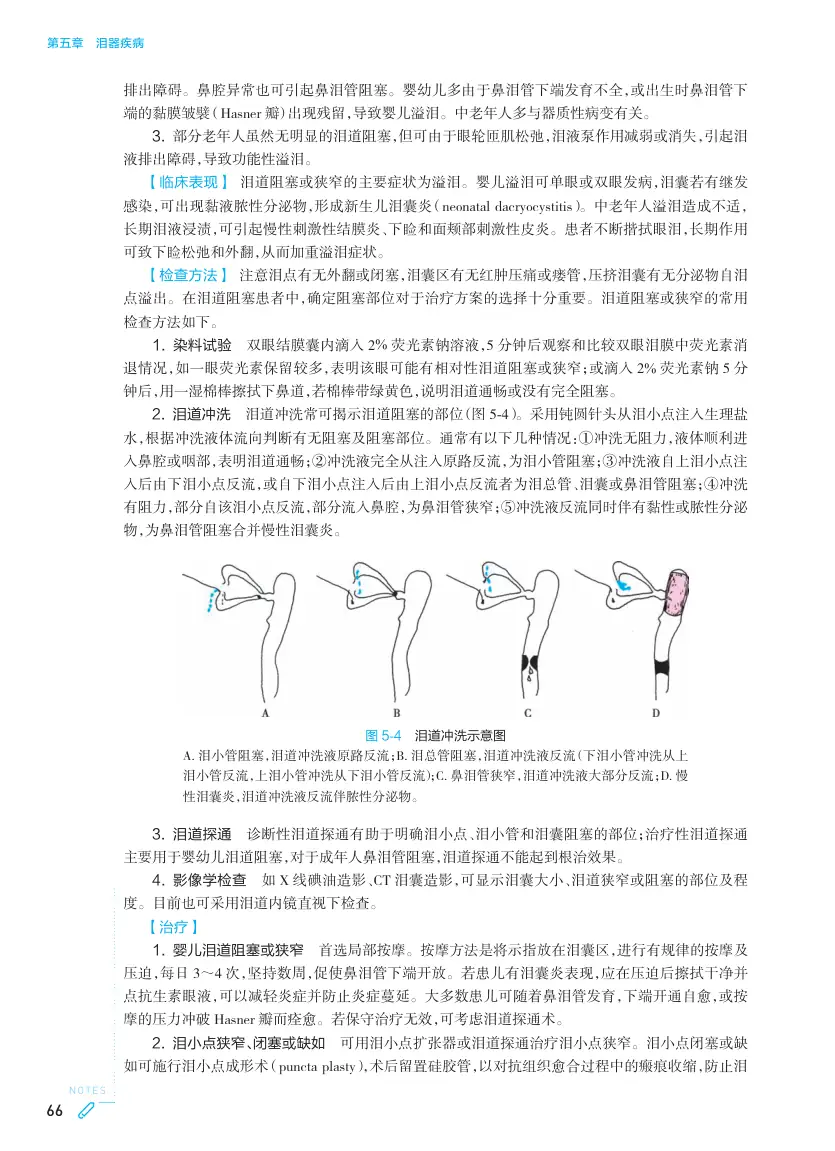 第五章 泪器疾病
排出障碍。鼻腔异常也可引起鼻泪管阻塞。婴幼儿多由于鼻泪管下端发育不全,或出生时鼻泪管下
端的黏膜皱襞(Hasner 瓣)出现残留,导致婴儿溢泪。中老年人多与器质性病变有关。
3. 部分老年人虽然无明显的泪道阻塞,但可由于眼轮匝肌松弛,泪液泵作用减弱或消失,引起泪
液排出障碍,导致功能性溢泪。
【临床表现】 泪道阻塞或狭窄的主要症状为溢泪。婴儿溢泪可单眼或双眼发病,泪囊若有继发
感染,可出现黏液脓性分泌物,形成新生儿泪囊炎(neonatal dacryocystitis)。中老年人溢泪造成不适,
长期泪液浸渍,可引起慢性刺激性结膜炎、下睑和面颊部刺激性皮炎。患者不断揩拭眼泪,长期作用
可致下睑松弛和外翻,从而加重溢泪症状。
【检查方法】 注意泪点有无外翻或闭塞,泪囊区有无红肿压痛或瘘管,压挤泪囊有无分泌物自泪
点溢出。在泪道阻塞患者中,确定阻塞部位对于治疗方案的选择十分重要。泪道阻塞或狭窄的常用
检查方法如下。
1. 染料试验 双眼结膜囊内滴入 2% 荧光素钠溶液,5 分钟后观察和比较双眼泪膜中荧光素消
退情况,如一眼荧光素保留较多,表明该眼可能有相对性泪道阻塞或狭窄;或滴入 2% 荧光素钠 5 分
钟后,用一湿棉棒擦拭下鼻道,若棉棒带绿黄色,说明泪道通畅或没有完全阻塞。
2. 泪道冲洗 泪道冲洗常可揭示泪道阻塞的部位(图 5-4)。采用钝圆针头从泪小点注入生理盐
水,根据冲洗液体流向判断有无阻塞及阻塞部位。通常有以下几种情况:①冲洗无阻力,液体顺利进
入鼻腔或咽部,表明泪道通畅;②冲洗液完全从注入原路反流,为泪小管阻塞;③冲洗液自上泪小点注
入后由下泪小点反流,或自下泪小点注入后由上泪小点反流者为泪总管、泪囊或鼻泪管阻塞;④冲洗
有阻力,部分自该泪小点反流,部分流入鼻腔,为鼻泪管狭窄;⑤冲洗液反流同时伴有黏性或脓性分泌
物,为鼻泪管阻塞合并慢性泪囊炎。
A B C D
图 5-4 泪道冲洗示意图
A. 泪小管阻塞,泪道冲洗液原路反流;B. 泪总管阻塞,泪道冲洗液反流(下泪小管冲洗从上
泪小管反流,上泪小管冲洗从下泪小管反流);C. 鼻泪管狭窄,泪道冲洗液大部分反流;D. 慢
性泪囊炎,泪道冲洗液反流伴脓性分泌物。
3. 泪道探通 诊断性泪道探通有助于明确泪小点、泪小管和泪囊阻塞的部位;治疗性泪道探通
主要用于婴幼儿泪道阻塞,对于成年人鼻泪管阻塞,泪道探通不能起到根治效果。
4. 影像学检查 如 X 线碘油造影、CT 泪囊造影,可显示泪囊大小、泪道狭窄或阻塞的部位及程
度。目前也可采用泪道内镜直视下检查。
【治疗】
1. 婴儿泪道阻塞或狭窄 首选局部按摩。按摩方法是将示指放在泪囊区,进行有规律的按摩及
压迫,每日 3～4 次,坚持数周,促使鼻泪管下端开放。若患儿有泪囊炎表现,应在压迫后擦拭干净并
点抗生素眼液,可以减轻炎症并防止炎症蔓延。大多数患儿可随着鼻泪管发育,下端开通自愈,或按
摩的压力冲破 Hasner 瓣而痊愈。若保守治疗无效,可考虑泪道探通术。
2. 泪小点狭窄、闭塞或缺如 可用泪小点扩张器或泪道探通治疗泪小点狭窄。泪小点闭塞或缺
如可施行泪小点成形术(puncta plasty),术后留置硅胶管,以对抗组织愈合过程中的瘢痕收缩,防止泪
NOTES
66